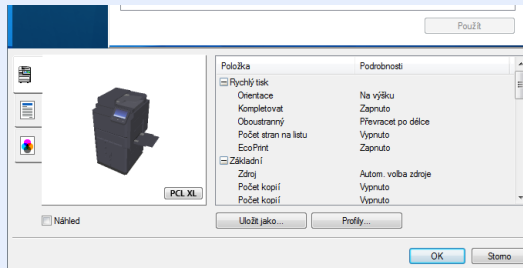 Použít
Položka Podrobnosti
Rychlý tisk
Orientace Na výšku
Kompletovat Zapnuto
Oboustranný Převracet po délce
Počet stran na listu Vypnuto
EcoPrint Zapnuto
Základní
Zdroj Autom. volba zdroje
Počet kopií Vypnuto
Počet kopií Vypnuto
PCL XL
Náhled Uložit jako... Profily...
OK Storno